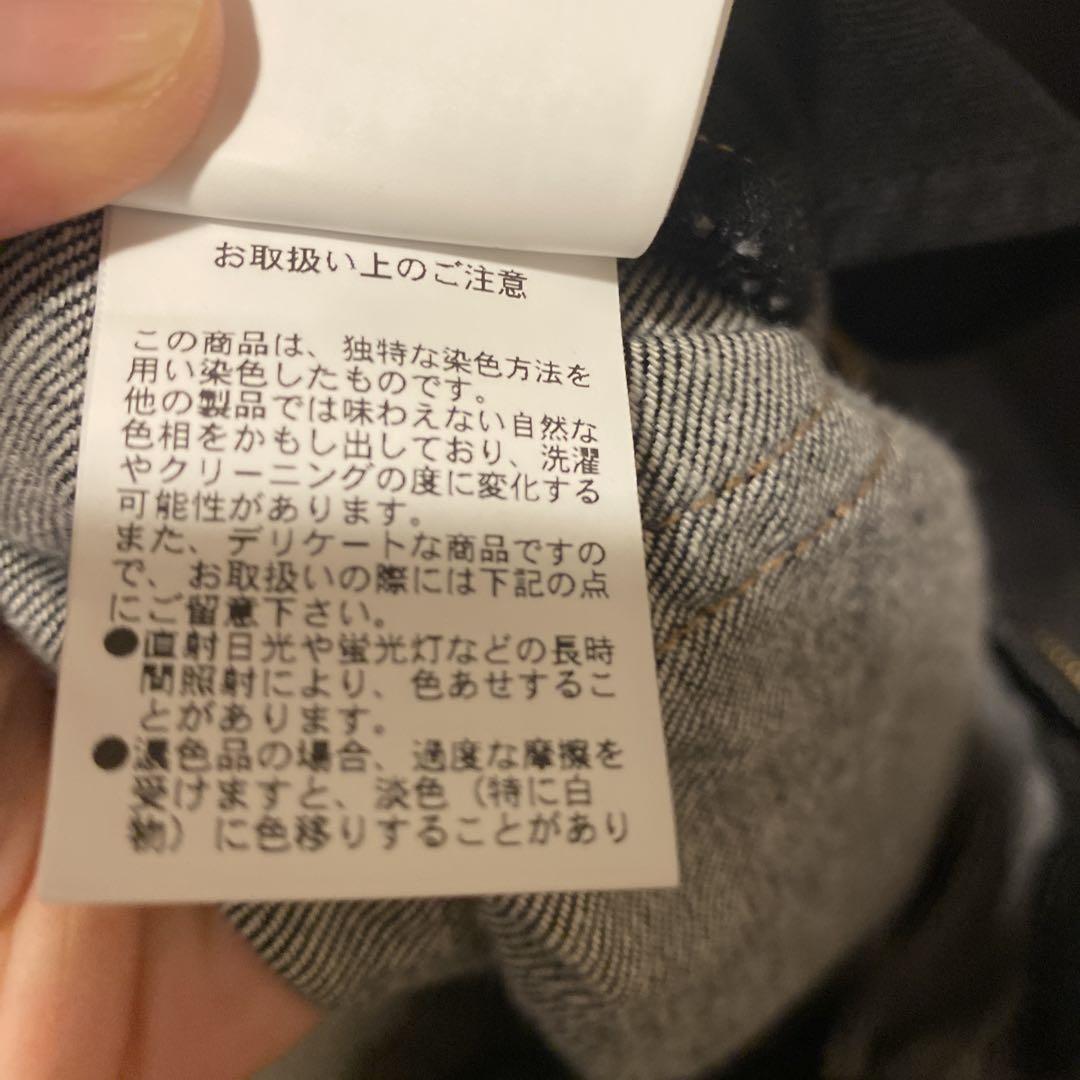 お取扱い上のご注意
この商品は、独特な染色方法を
用い染色したものです。
他の製品では味わえない自然な
色相をかもし出しており、洗濯
やクリーニングの度に変化する
可能性があります。
また、デリケートな商品ですの
で、お取扱いの際には下記の点
にご留意下さい。
●直射日光や蛍光灯などの長時
間照射により、色あせするこ
とがあります。
●濃色品の場合、過度な摩擦を
受けますと、淡色（特に白
物）に色移りすることがあり